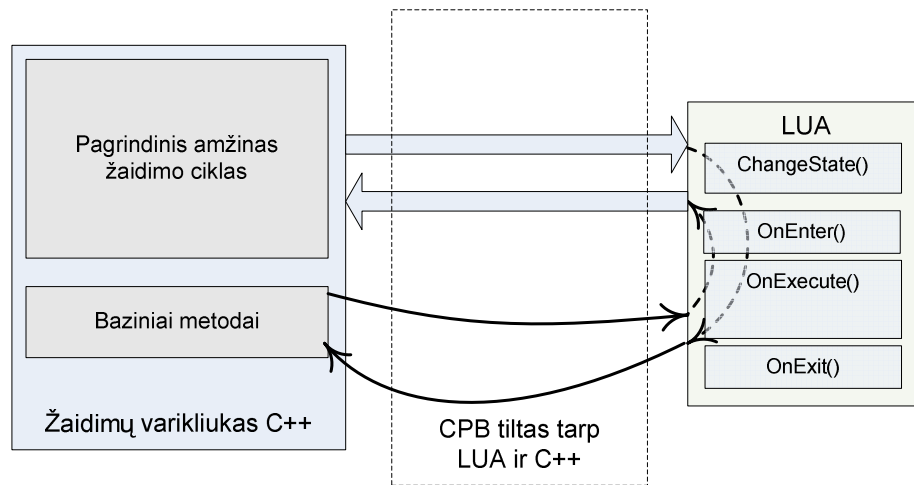 Pagrindinis amžinas
žaidimo ciklas
Baziniai metodai
Žaidimų varikliukas C++
CPB tiltas tarp
LUA ir C++
LUA
ChangeState()
OnEnter()
OnExecute()
OnExit()